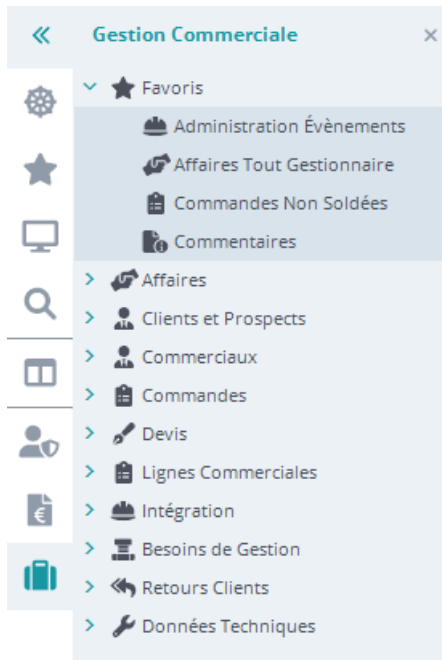 Gestion Commerciale
Favoris
Administration Évènements
Affaires Tout Gestionnaire
Commandes Non Soldées
Commentaires
Affaires
Clients et Prospects
Commerciaux
Commandes
Devis
Lignes Commerciales
Intégration
Besoins de Gestion
Retours Clients
Données Techniques